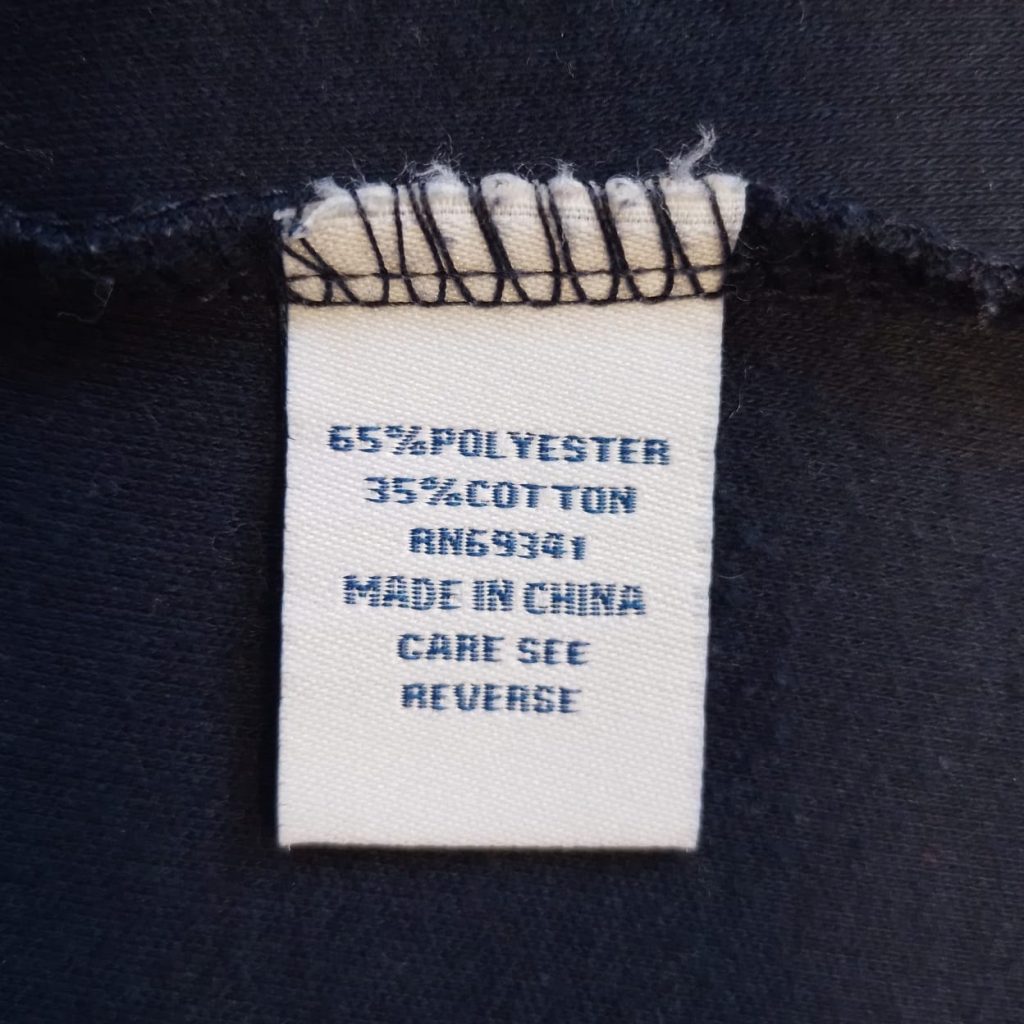 65%POLYESTER
35%COTTON
RN69341
MADE IN CHINA
CARE SEE
REVERSE